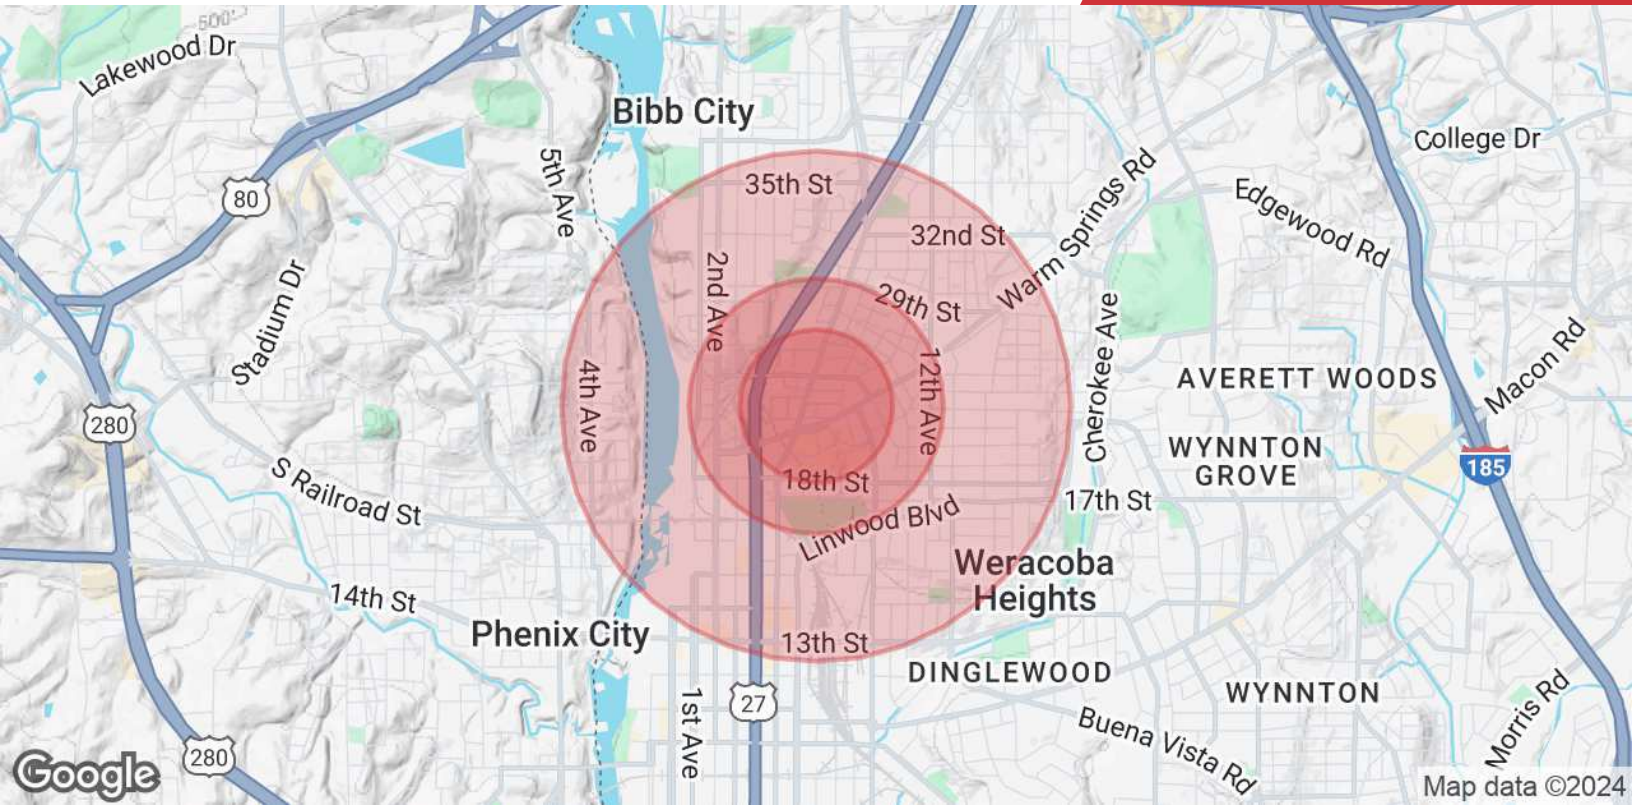 500'
Lakewood Dr
Bibb City
College Dr
80
5th Ave
35th St
Edgewood Rd
32nd St
Warm Springs Rd
2nd Ave
29th St
Stadium Dr
Cherokee Ave
4th Ave
12th Ave
AVERETT WOODS
Macon Rd
280
WYNNTON
GROVE
185
S Railroad St
18th St
17th St
Linwood Blvd
Weracoba
Heights
14th St
Phenix City
13th St
DINGLEWOOD
WYNNTON
27
1st Ave
Buena Vista Rd
Morris Rd
280
Google
Map data ©2024